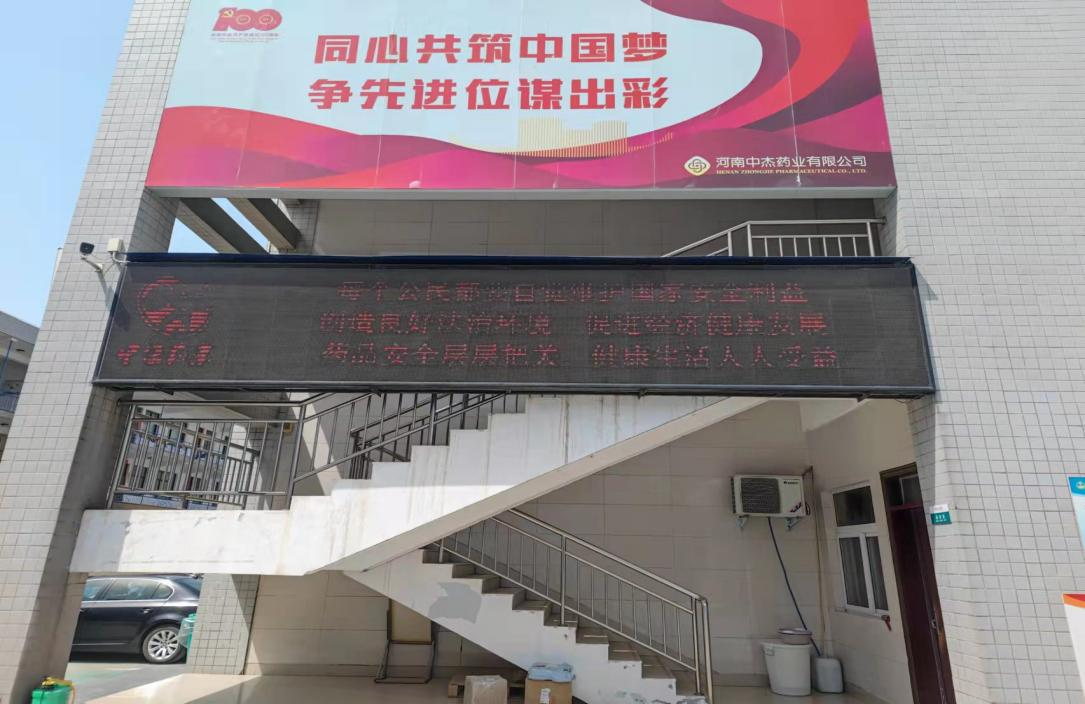 同心共筑中国梦
争先进位谋出彩
河南中杰药业有限公司
HENAN ZHONGJIE PHARMACEUTICAL CO., LTD.
每个公民都要自觉维护国家安全利益
创造良好法治环境 促进经济健康发展
药品安全层层把关 健康生活人人受益